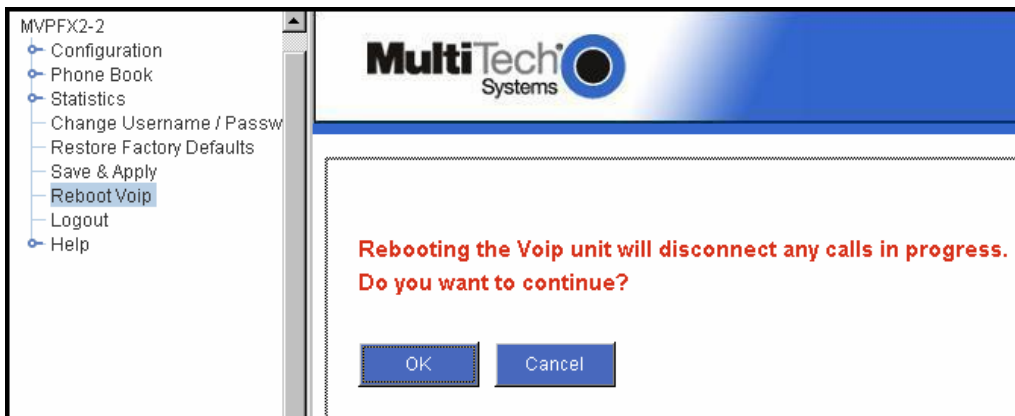 MVPFX2-2
Configuration
Phone Book
Statistics
Change Username / Passw
Restore Factory Defaults
Save & Apply
Reboot Voip
Logout
Help
MultiTech
Systems
Rebooting the Voip unit will disconnect any calls in progress.
Do you want to continue?
OK Cancel